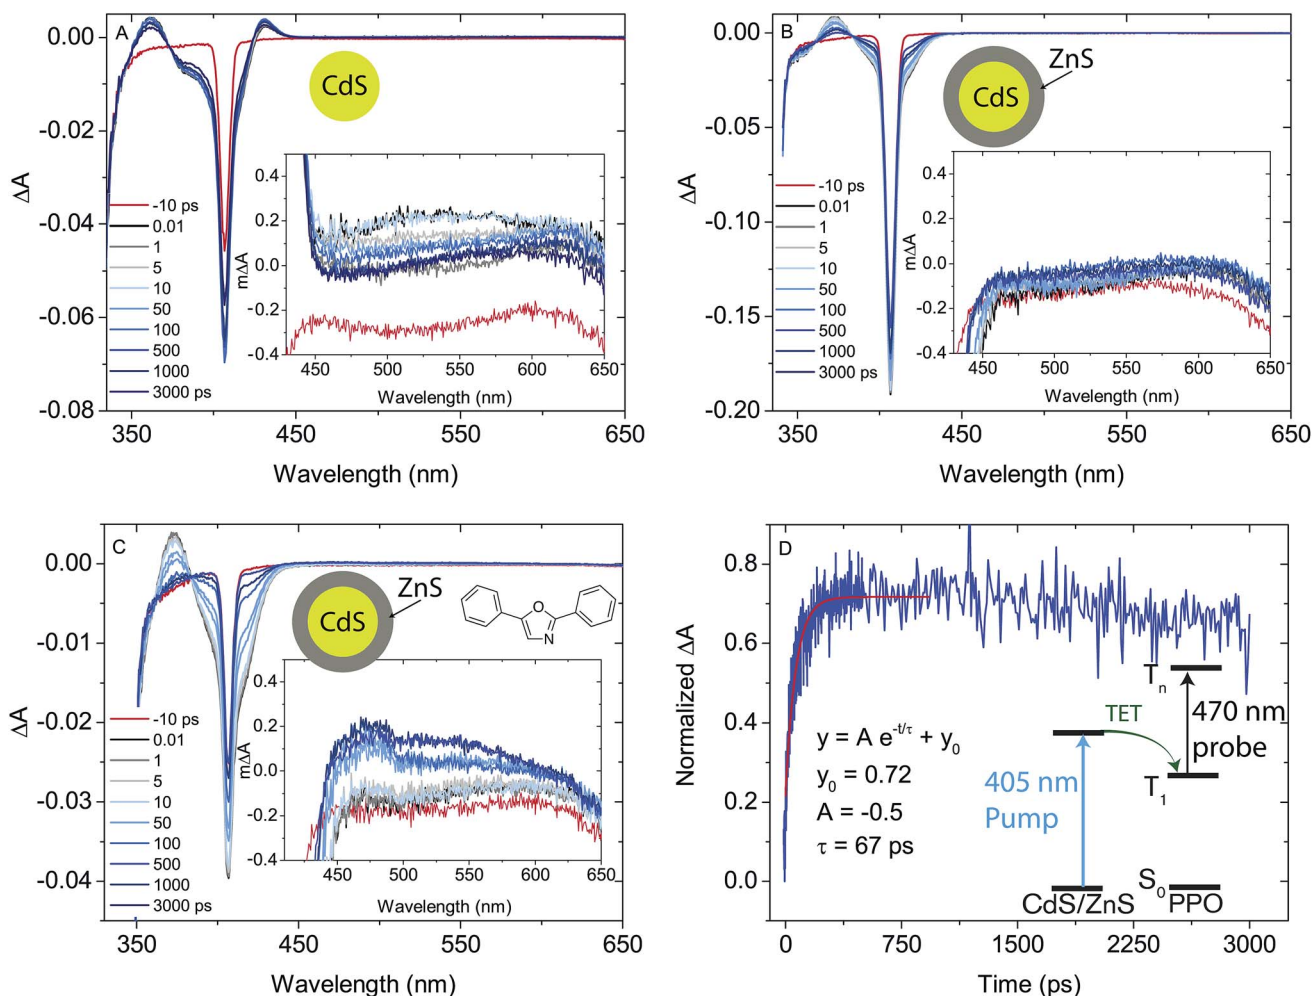 A
0.00
-0.02
-0.04
-0.06
-0.08
ΔA
CdS
-10 ps
0.01
1
5
10
50
100
500
1000
3000 ps
0.4
0.2
0.0
-0.2
-0.4
mΔA
450
500
550
600
650
Wavelength (nm)
350
450
550
650
Wavelength (nm)
B
0.00
-0.05
-0.10
-0.15
-0.20
ΔA
ZnS
CdS
-10 ps
0.01
1
5
10
50
100
500
1000
3000 ps
0.4
0.2
0.0
-0.2
-0.4
mΔA
450
500
550
600
650
Wavelength (nm)
350
450
550
650
Wavelength (nm)
C
0.00
-0.01
-0.02
-0.03
-0.04
ΔA
ZnS
CdS
O
N
-10 ps
0.01
1
5
10
50
100
500
1000
3000 ps
0.4
0.2
0.0
-0.2
-0.4
mΔA
450
500
550
600
650
Wavelength (nm)
350
450
550
650
Wavelength (nm)
D
0.8
0.6
0.4
0.2
0.0
Normalized ΔA
y = A e^-t/τ + y₀
y₀ = 0.72
A = -0.5
τ = 67 ps
Tₙ
TET
470 nm
probe
T₁
405 nm
Pump
S₀
CdS/ZnS PPO
0
750
1500
2250
3000
Time (ps)